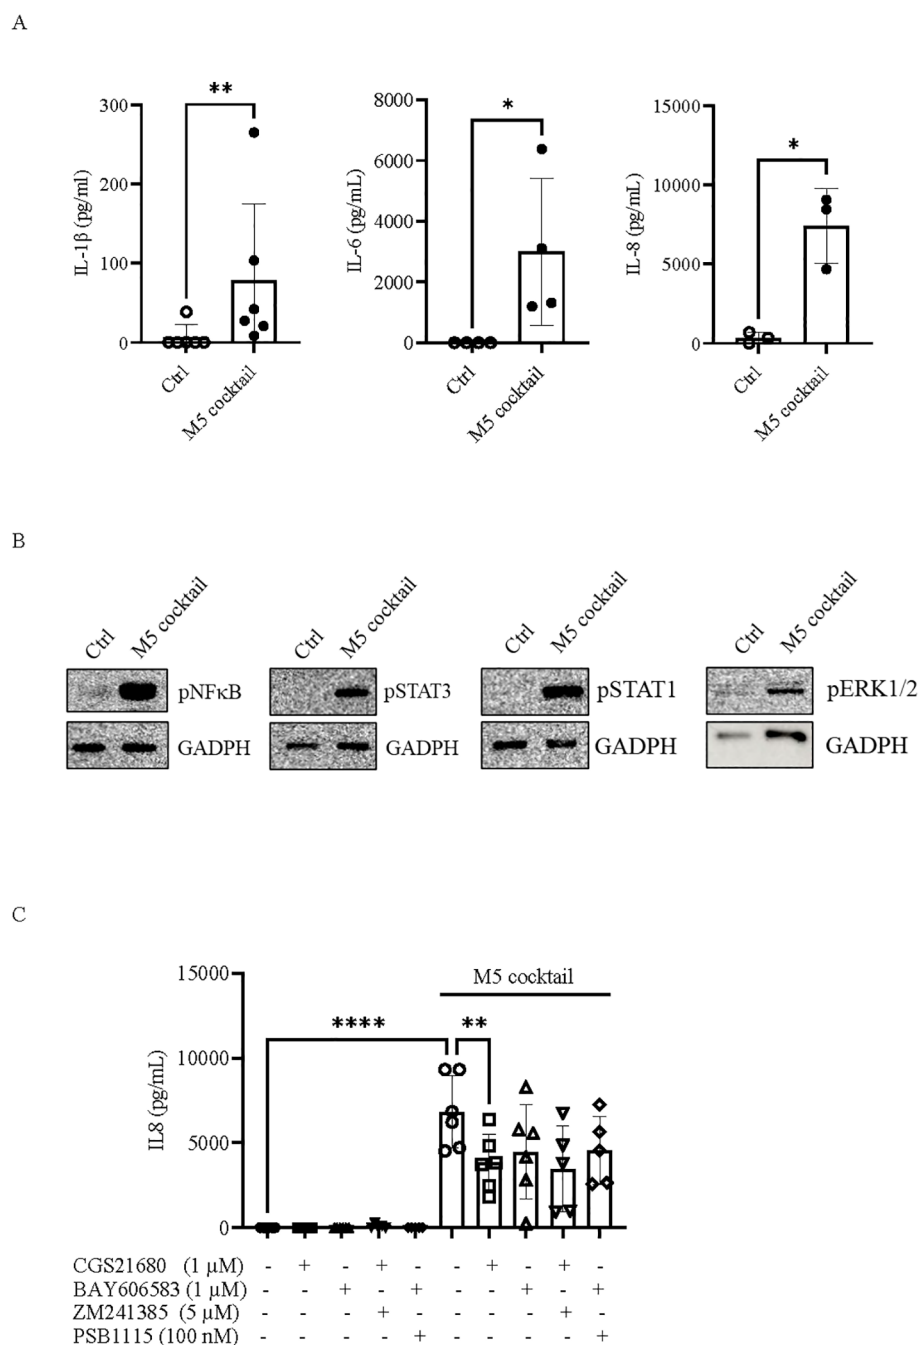 A
** * *
300 8000 15000
200 6000 10000
100 4000 5000
0 2000 0
0
IL-1β (pg/ml) IL-6 (pg/mL) IL-8 (pg/mL)
Ctrl M5 cocktail Ctrl M5 cocktail Ctrl M5 cocktail
B
Ctrl M5 cocktail Ctrl M5 cocktail Ctrl M5 cocktail Ctrl M5 cocktail
pNFκB pSTAT3 pSTAT1 pERK1/2
GADPH GADPH GADPH GADPH
C
15000 M5 cocktail
**** **
10000
IL8 (pg/mL)
5000
0
CGS21680 (1 μM) - + - + - - + - + -
BAY606583 (1 μM) - - + - + - - + - +
ZM241385 (5 μM) - - - + - - - - + -
PSB1115 (100 nM) - - - - + - - - - +